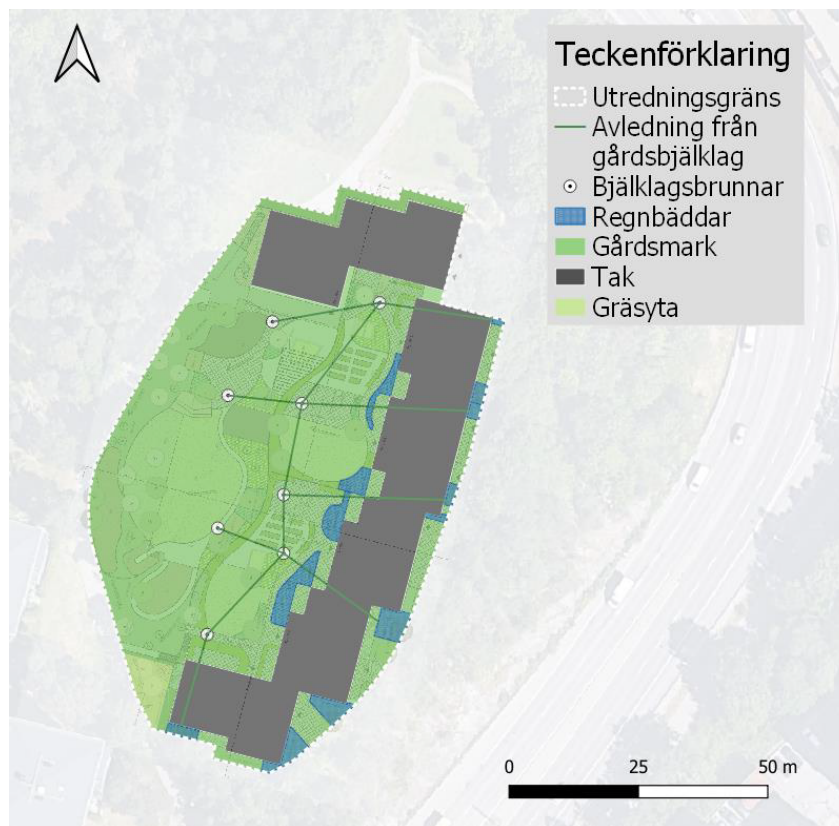 Teckenförklaring
Utredningsgräns
Avledning från
gårdsbjälklag
Bjälklagsbrunnar
Regnbäddar
Gårdsmark
Tak
Gräsyta
0 25 50 m